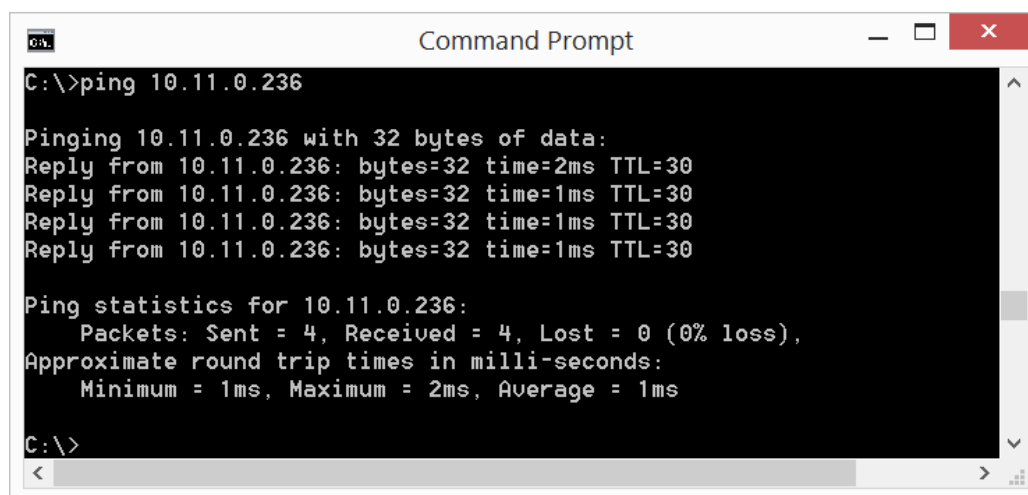 Command Prompt
C:\>ping 10.11.0.236
Pinging 10.11.0.236 with 32 bytes of data:
Reply from 10.11.0.236: bytes=32 time=2ms TTL=30
Reply from 10.11.0.236: bytes=32 time=1ms TTL=30
Reply from 10.11.0.236: bytes=32 time=1ms TTL=30
Reply from 10.11.0.236: bytes=32 time=1ms TTL=30
Ping statistics for 10.11.0.236:
    Packets: Sent = 4, Received = 4, Lost = 0 (0% loss),
Approximate round trip times in milli-seconds:
    Minimum = 1ms, Maximum = 2ms, Average = 1ms
C:\>